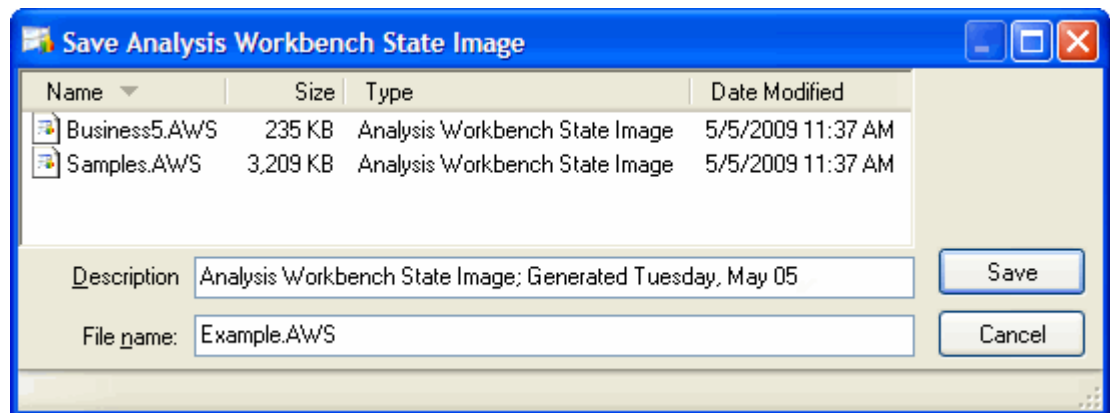 Save Analysis Workbench State Image
Name Size Type Date Modified
Business5.AWS 235 KB Analysis Workbench State Image 5/5/2009 11:37 AM
Samples.AWS 3,209 KB Analysis Workbench State Image 5/5/2009 11:37 AM
Description Analysis Workbench State Image; Generated Tuesday, May 05 Save
File name: Example.AWS Cancel